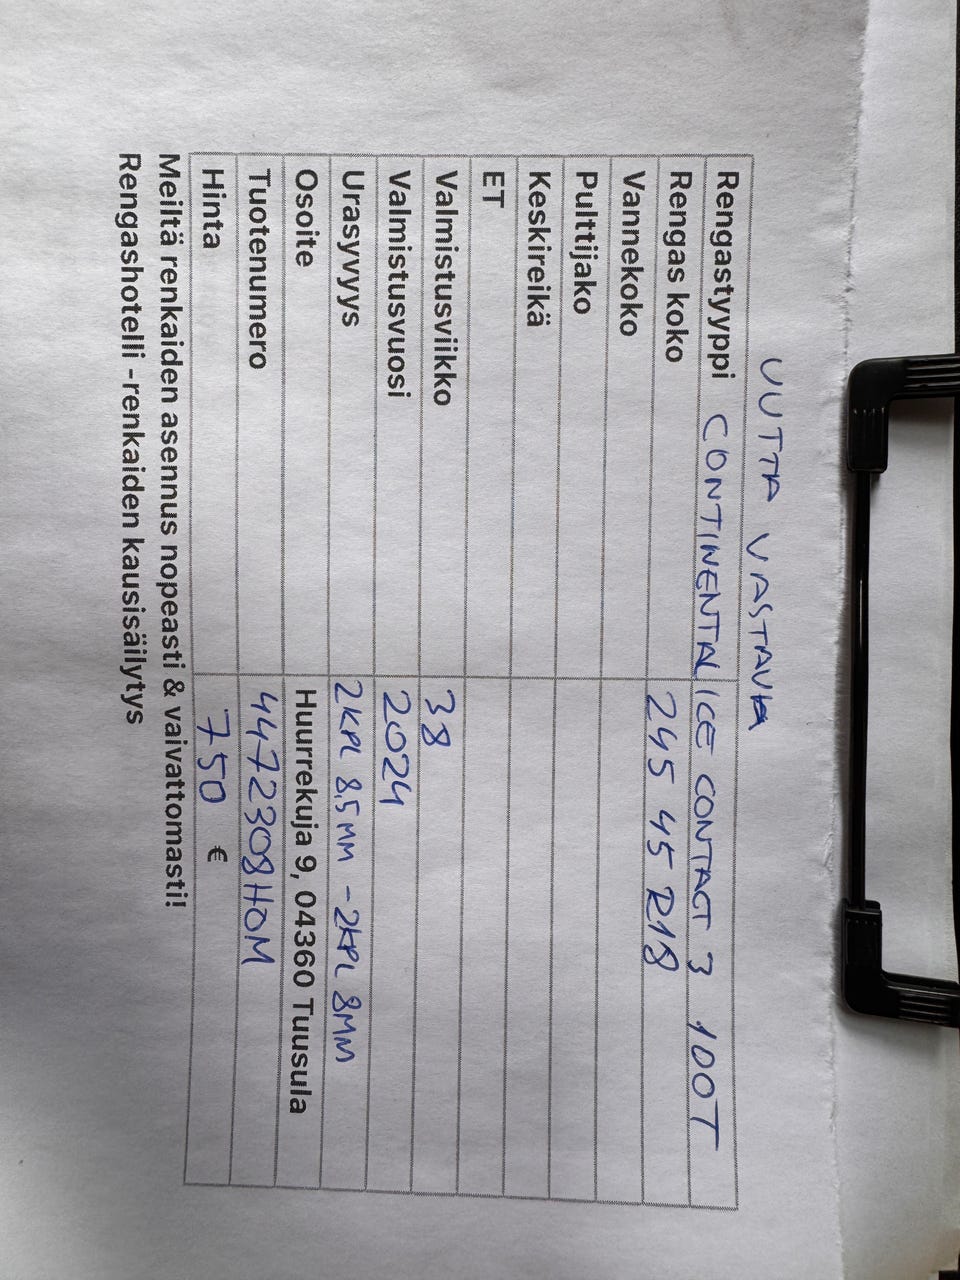 UUTTA VASTAVIA
Rengastyyppi CONTINENTAL ICE CONTACT 3 100T
Rengas koko 245 45 R18
Vannekoko
Pulttijako
Keskireikä
ET
Valmistusviikko 38
Valmistusvuosi 2024
Urasyvyys 2KPL 8,5MM - 2KPL 8MM
Osoite Huurrekuja 9, 04360 Tuusula
Tuotenumero 4472308HOM
Hinta 750 €
Meiltä renkaiden asennus nopeasti & vaivattomasti!
Rengashotelli -renkaiden kausisäilytys